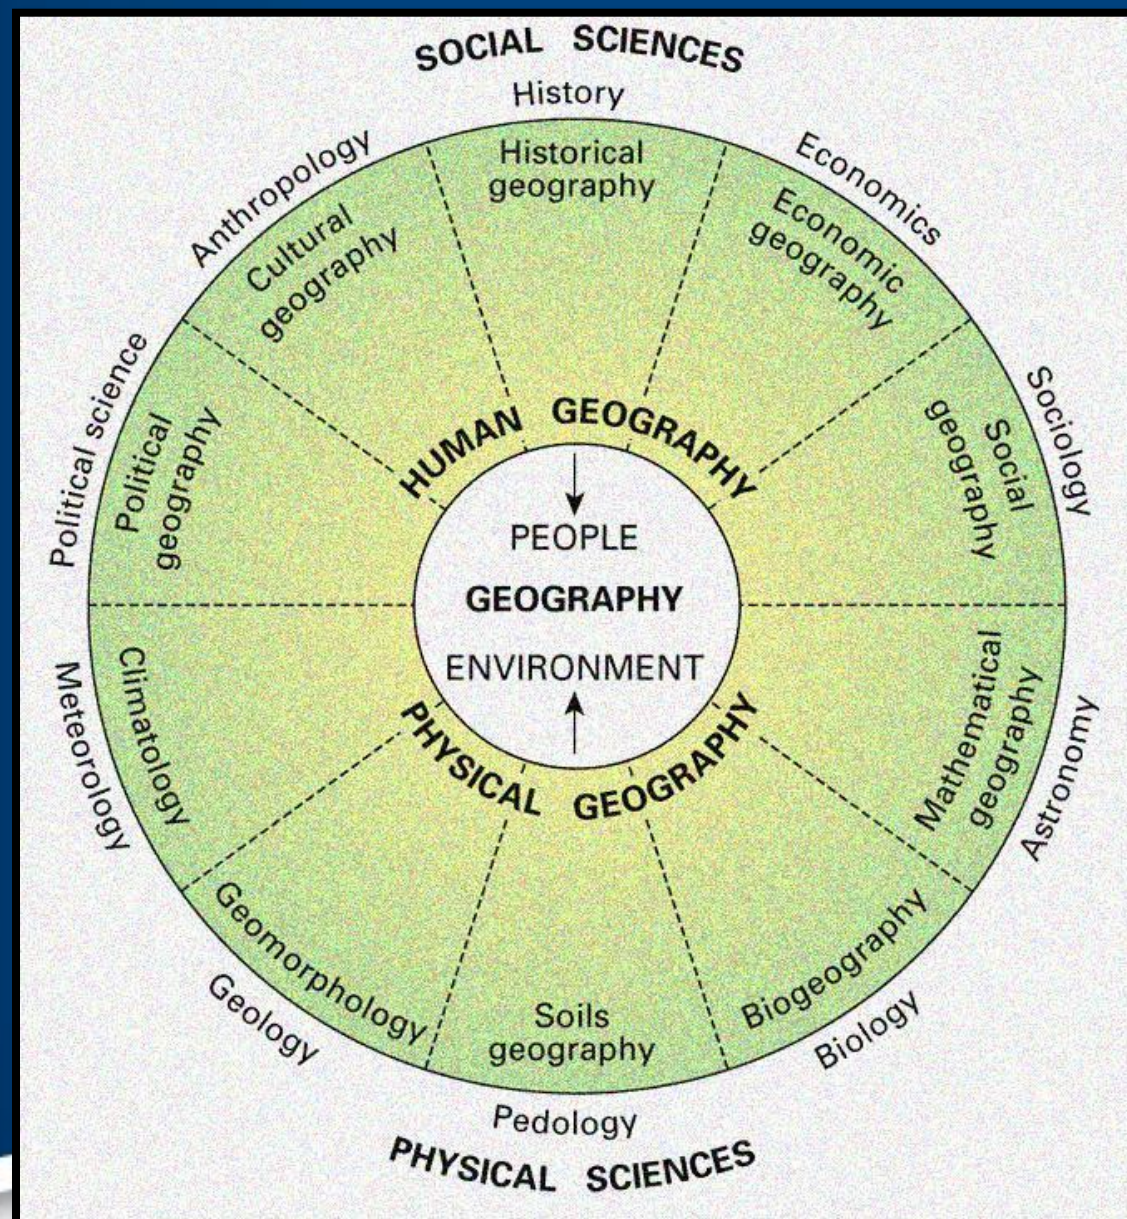 SOCIAL SCIENCES
History
Anthropology
Economics
Historical
geography
Cultural
geography
Economic
geography
Political science
Political
geography
Sociology
Social
geography
HUMAN GEOGRAPHY
PEOPLE
GEOGRAPHY
ENVIRONMENT
PHYSICAL GEOGRAPHY
Meteorology
Climatology
Mathematical
geography
Astronomy
Geomorphology
Geology
Soils
geography
Biogeography
Biology
Pedology
PHYSICAL SCIENCES